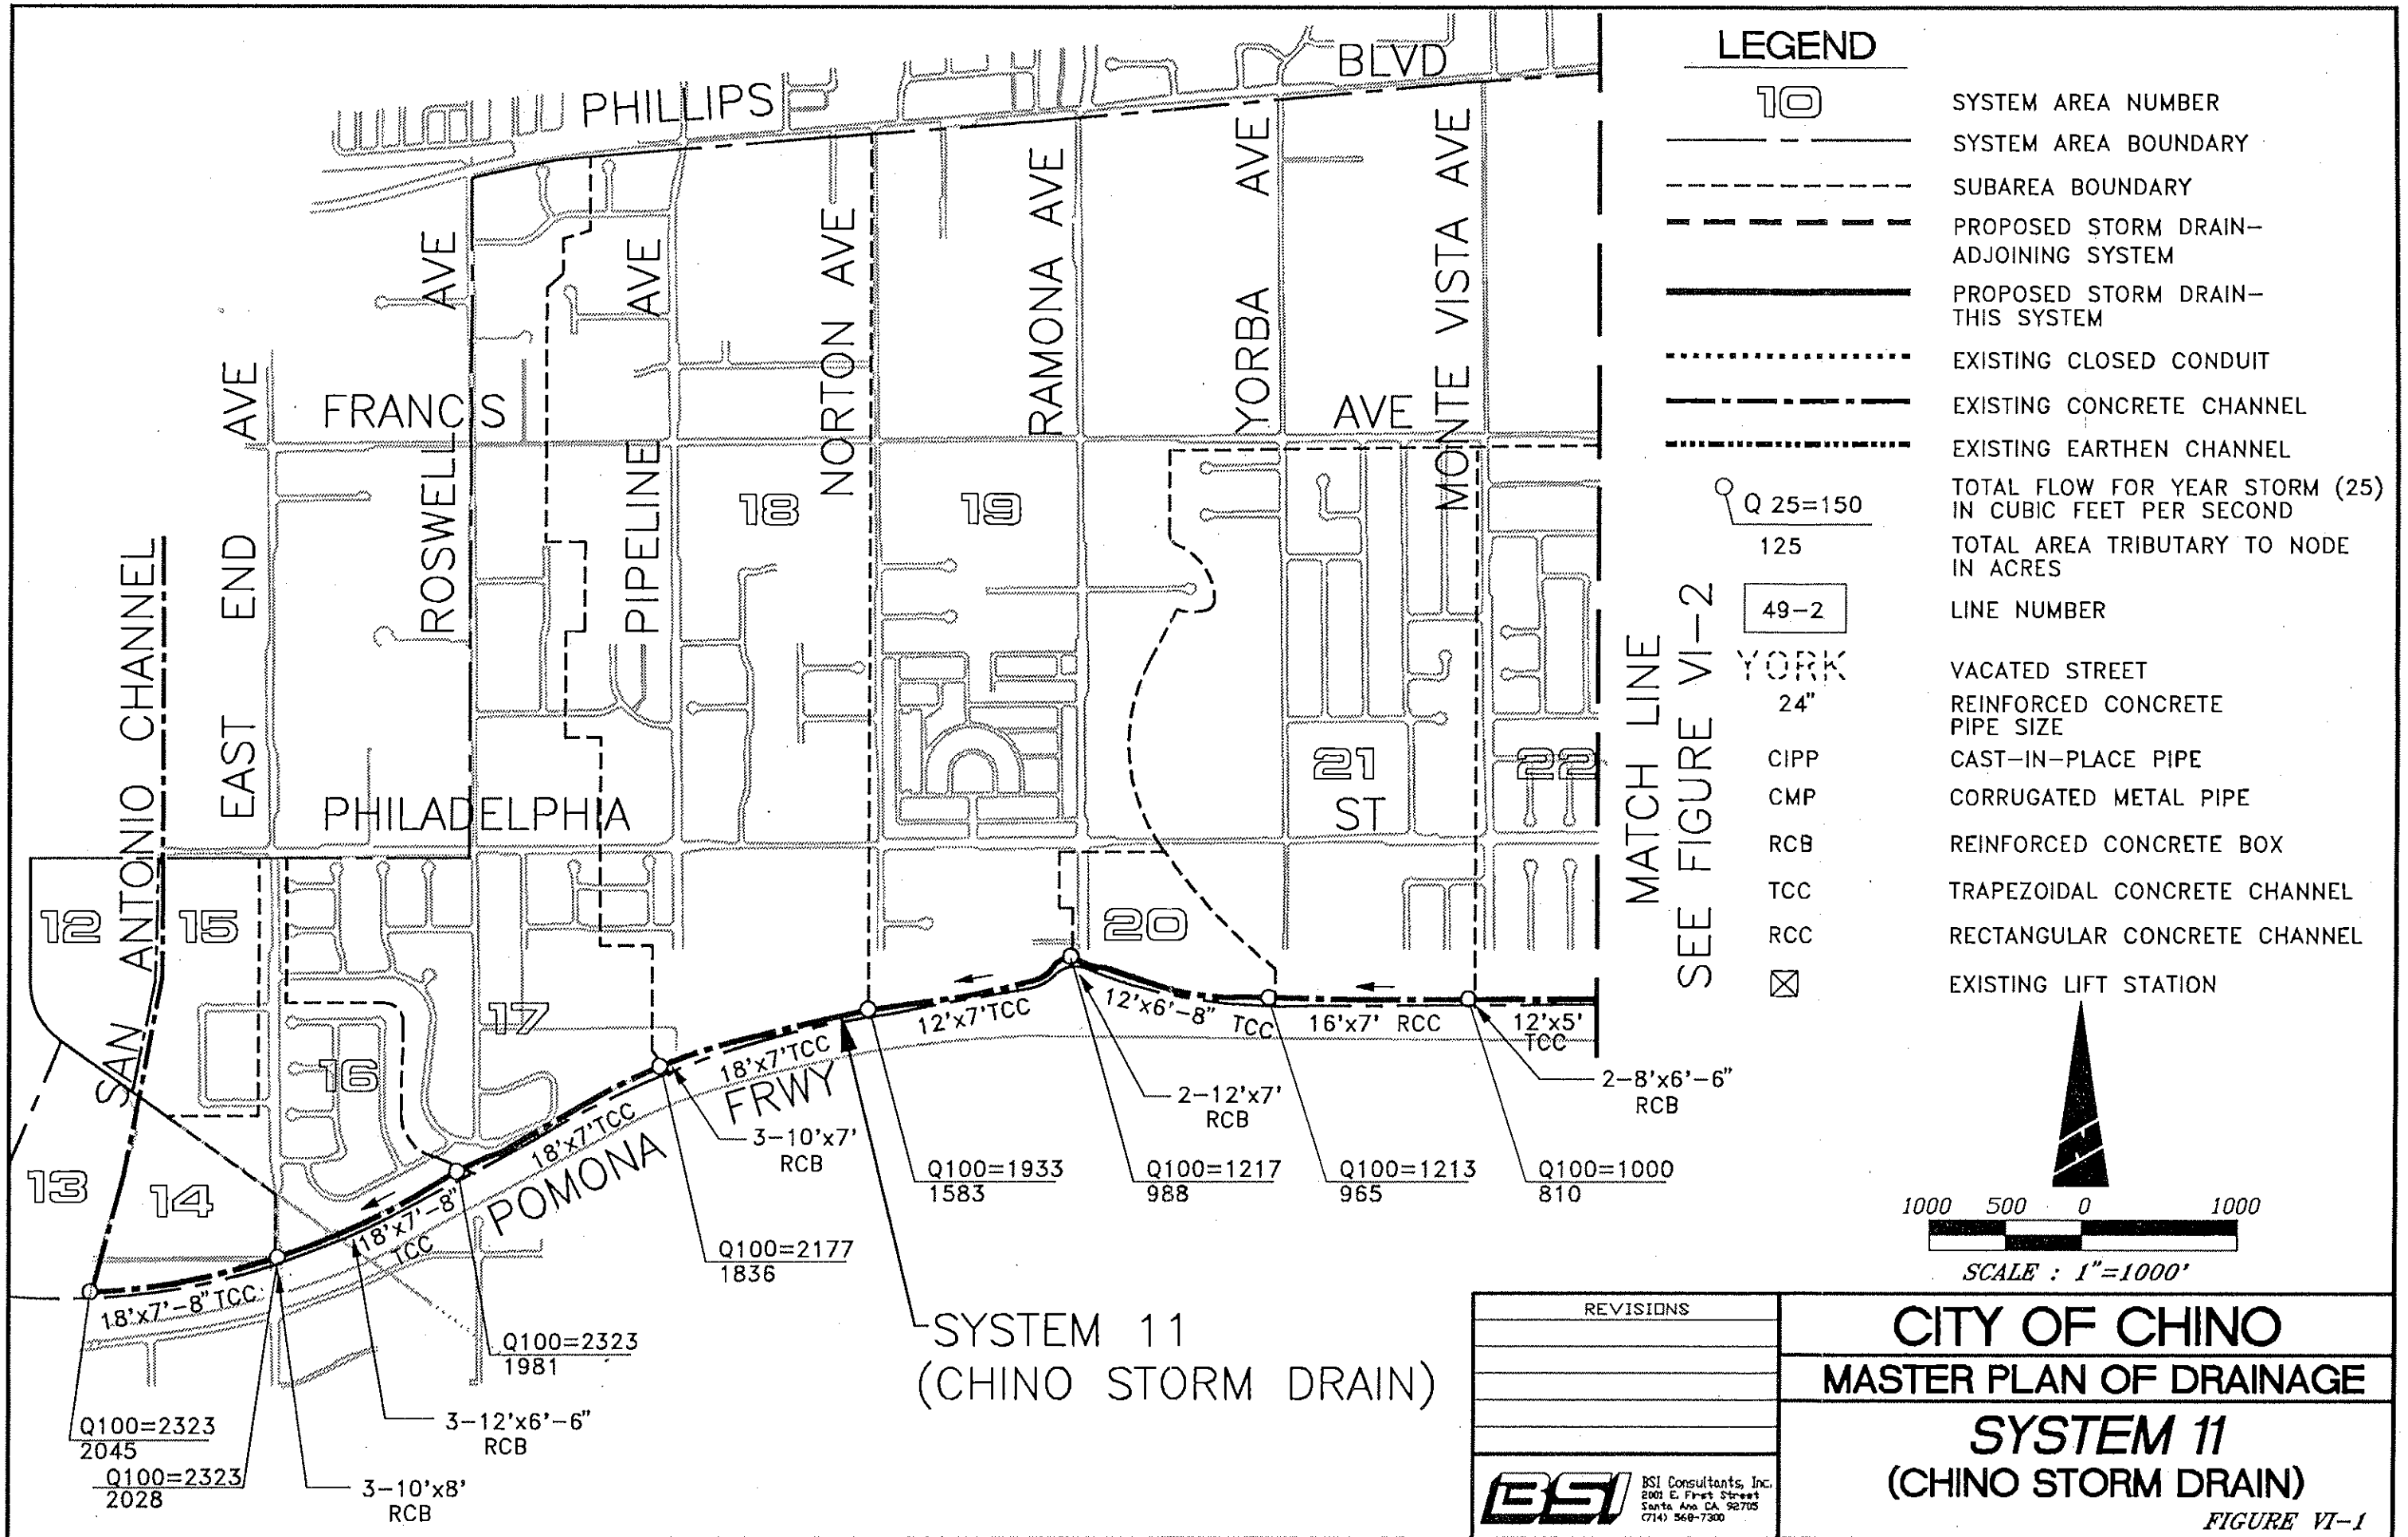 PHILLIPS
BLVD
ROSWELL AVE
PIPELINE AVE
NORTON AVE
RAMONA AVE
YORBA AVE
MONTE VISTA AVE
EAST END AVE
SAN ANTONIO CHANNEL
FRANCIS
AVE
PHILADELPHIA
ST
POMONA FRWY
12
13
14
15
16
17
18
19
20
21
22
MATCH LINE
SEE FIGURE VI-2
18'x7'-8" TCC
18'x7'-8"
TCC
18'x7'TCC
18'x7'TCC
12'x7'TCC
12'x6'-8" TCC
16'x7' RCC
12'x5'
TCC
2-8'x6'-6"
RCB
2-12'x7'
RCB
3-10'x7'
RCB
3-12'x6'-6"
RCB
3-10'x8'
RCB
Q100=1933
1583
Q100=1217
988
Q100=1213
965
Q100=1000
810
Q100=2177
1836
Q100=2323
1981
Q100=2323
2045
Q100=2323
2028
SYSTEM 11
(CHINO STORM DRAIN)
LEGEND
10 SYSTEM AREA NUMBER
SYSTEM AREA BOUNDARY
SUBAREA BOUNDARY
PROPOSED STORM DRAIN-
ADJOINING SYSTEM
PROPOSED STORM DRAIN-
THIS SYSTEM
EXISTING CLOSED CONDUIT
EXISTING CONCRETE CHANNEL
EXISTING EARTHEN CHANNEL
Q 25=150 TOTAL FLOW FOR YEAR STORM (25)
IN CUBIC FEET PER SECOND
125 TOTAL AREA TRIBUTARY TO NODE
IN ACRES
49-2 LINE NUMBER
YORK VACATED STREET
24" REINFORCED CONCRETE
PIPE SIZE
CIPP CAST-IN-PLACE PIPE
CMP CORRUGATED METAL PIPE
RCB REINFORCED CONCRETE BOX
TCC TRAPEZOIDAL CONCRETE CHANNEL
RCC RECTANGULAR CONCRETE CHANNEL
EXISTING LIFT STATION
1000 500 0 1000
SCALE : 1"=1000'
REVISIONS
BSI
BSI Consultants, Inc.
2001 E. First Street
Santa Ana CA 92705
(714) 568-7300
CITY OF CHINO
MASTER PLAN OF DRAINAGE
SYSTEM 11
(CHINO STORM DRAIN)
FIGURE VI-1